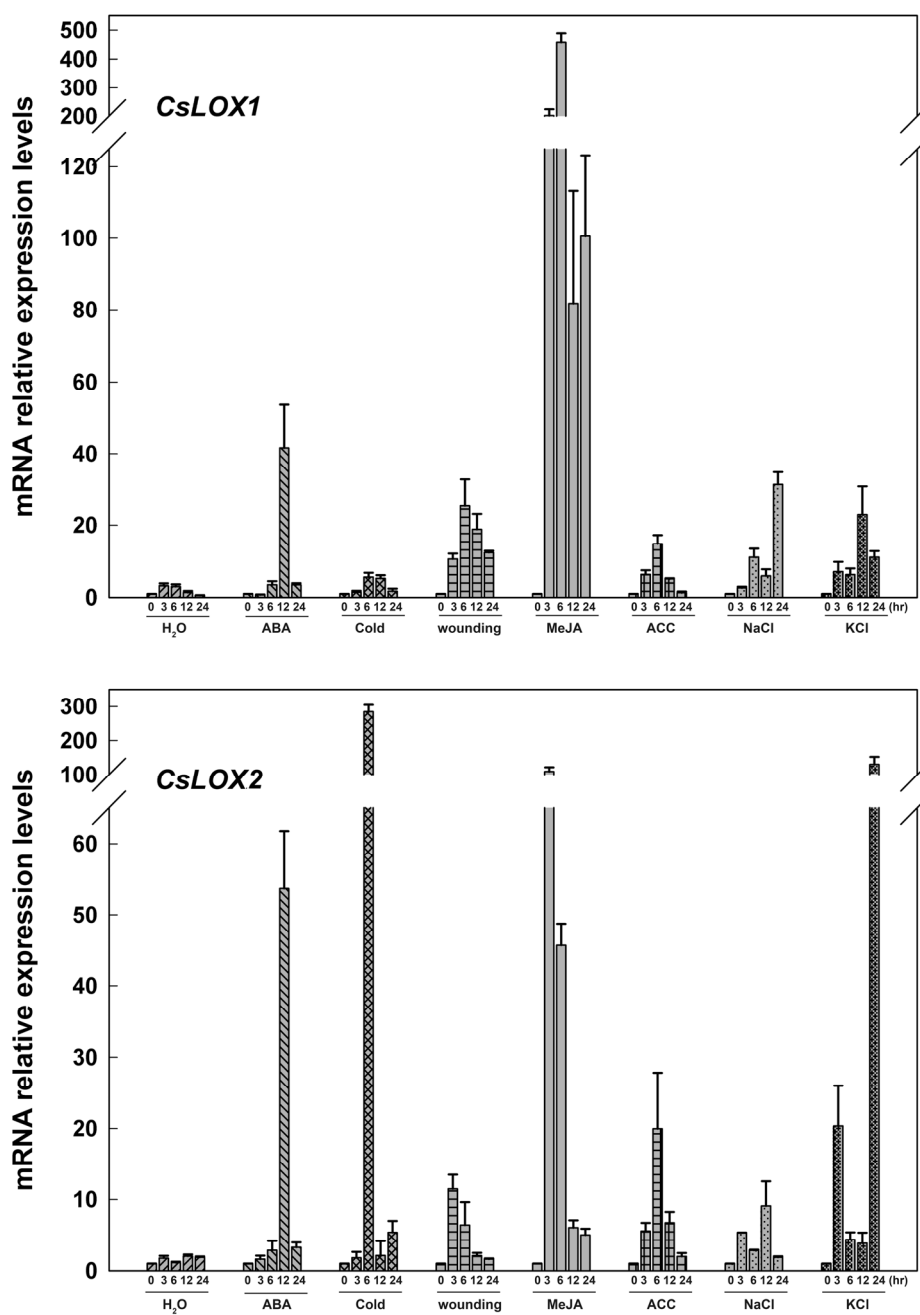 mRNA relative expression levels
500
400
300
200
CsLOX1
120
100
80
60
40
20
0
0 3 6 12 24 0 3 6 12 24 0 3 6 12 24 0 3 6 12 24 0 3 6 12 24 0 3 6 12 24 0 3 6 12 24 0 3 6 12 24 (hr)
H₂O ABA Cold wounding MeJA ACC NaCl KCl
mRNA relative expression levels
300
200
100
CsLOX2
60
50
40
30
20
10
0
0 3 6 12 24 0 3 6 12 24 0 3 6 12 24 0 3 6 12 24 0 3 6 12 24 0 3 6 12 24 0 3 6 12 24 0 3 6 12 24 (hr)
H₂O ABA Cold wounding MeJA ACC NaCl KCl